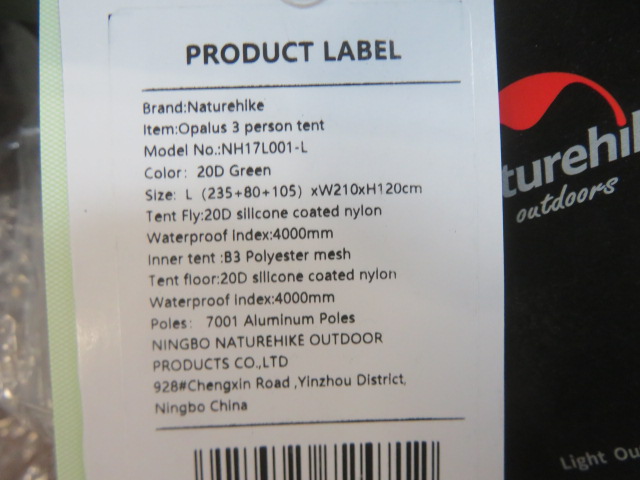 PRODUCT LABEL
Brand:Naturehike
Item:Opalus 3 person tent
Model No.:NH17L001-L
Color: 20D Green
Size: L (235+80+105) xW210xH120cm
Tent Fly:20D silicone coated nylon
Waterproof Index:4000mm
Inner tent :B3 Polyester mesh
Tent floor:20D silicone coated nylon
Waterproof index:4000mm
Poles: 7001 Aluminum Poles
NINGBO NATUREHIKE OUTDOOR
PRODUCTS CO.,LTD
928#Chengxin Road ,Yinzhou District,
Ningbo China
turehi
outdoors
Light Ou